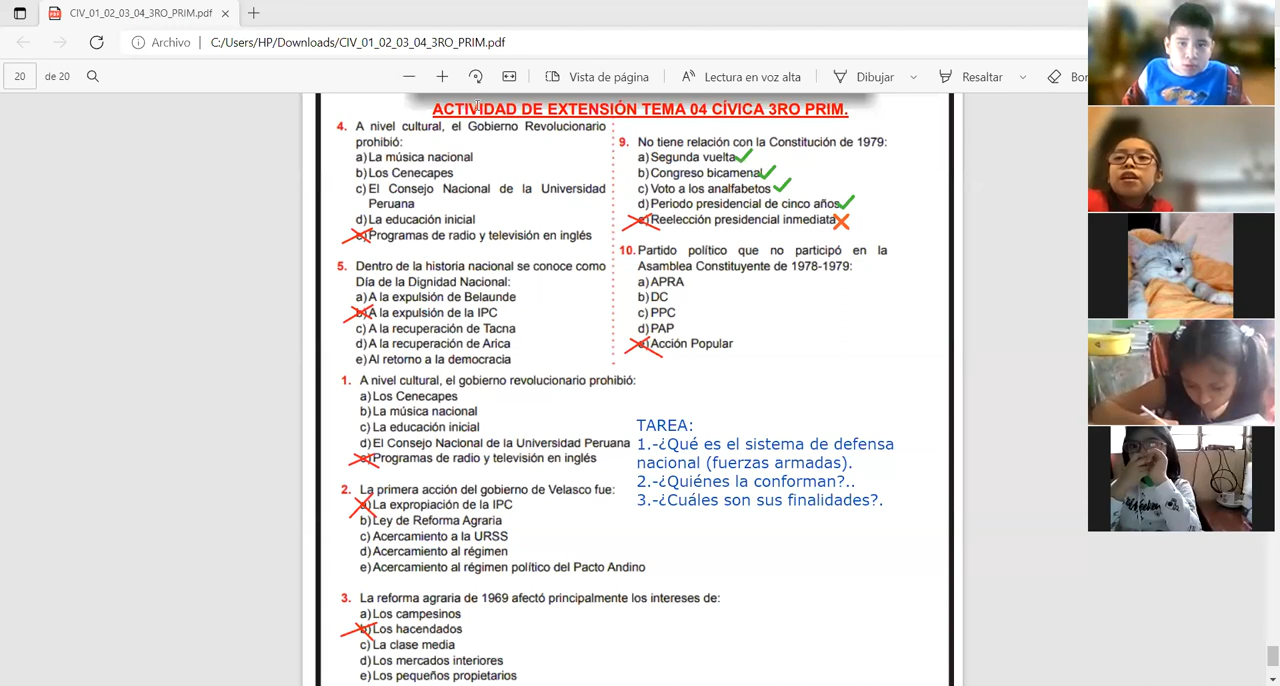 CIV_01_02_03_04_3RO_PRIM.pdf
Archivo
C:/Users/HP/Downloads/CIV_01_02_03_04_3RO_PRIM.pdf
20
de 20
Vista de página
Lectura en voz alta
Dibujar
Resaltar
Bor
ACTIVIDAD DE EXTENSIÓN TEMA 04 CÍVICA 3RO PRIM.
4. A nivel cultural, el Gobierno Revolucionario
prohibió:
a) La música nacional
b) Los Cenecapes
c) El Consejo Nacional de la Universidad
Peruana
d) La educación inicial
e) Programas de radio y televisión en inglés
5. Dentro de la historia nacional se conoce como
Día de la Dignidad Nacional:
a) A la expulsión de Belaunde
b) A la expulsión de la IPC
c) A la recuperación de Tacna
d) A la recuperación de Arica
e) Al retorno a la democracia
9. No tiene relación con la Constitución de 1979:
a) Segunda vuelta
b) Congreso bicamenal
c) Voto a los analfabetos
d) Periodo presidencial de cinco años
e) Reelección presidencial inmediata
10. Partido político que no participó en la
Asamblea Constituyente de 1978-1979:
a) APRA
b) DC
c) PPC
d) PAP
e) Acción Popular
1. A nivel cultural, el gobierno revolucionario prohibió:
a) Los Cenecapes
b) La música nacional
c) La educación inicial
d) El Consejo Nacional de la Universidad Peruana
e) Programas de radio y televisión en inglés
2. La primera acción del gobierno de Velasco fue:
a) La expropiación de la IPC
b) Ley de Reforma Agraria
c) Acercamiento a la URSS
d) Acercamiento al régimen
e) Acercamiento al régimen político del Pacto Andino
3. La reforma agraria de 1969 afectó principalmente los intereses de:
a) Los campesinos
b) Los hacendados
c) La clase media
d) Los mercados interiores
e) Los pequeños propietarios
TAREA:
1.-¿Qué es el sistema de defensa
nacional (fuerzas armadas).
2.-¿Quiénes la conforman?..
3.-¿Cuáles son sus finalidades?.